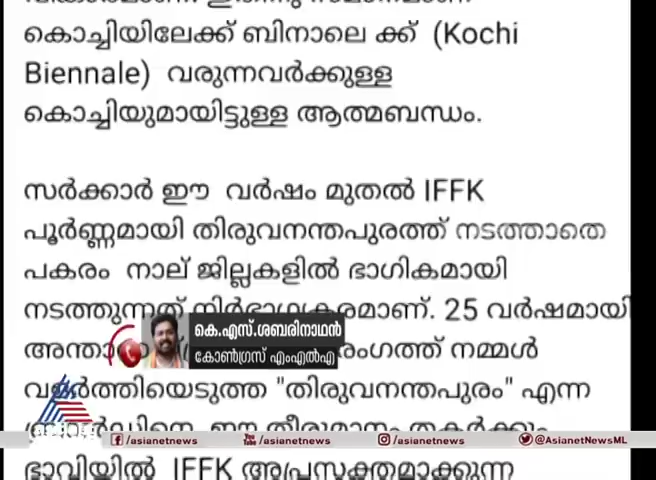 കൊച്ചിയിലേക്ക് ബിനാലെ ക്ക് (Kochi
Biennale) വരുന്നവർക്കുള്ള
കൊച്ചിയുമായിട്ടുള്ള ആത്മബന്ധം.
സർക്കാർ ഈ വർഷം മുതൽ IFFK
പൂർണ്ണമായി തിരുവനന്തപുരത്ത് നടത്താതെ
പകരം നാല് ജില്ലകളിൽ ഭാഗികമായി
നടത്തുന്നത് നിർഭാഗ്യകരമാണ്. 25 വർഷമായി
കെ.എസ്.ശബരിനാഥൻ
കോൺഗ്രസ് എംഎൽഎ
രംഗത്ത് നമ്മൾ
വളർത്തിയെടുത്ത "തിരുവനന്തപുരം" എന്ന
ഈ തീരുമാനം തകർക്കും
/asianetnews /asianetnews /asianetnews @AsianetNewsML
ഭാവിയിൽ IFFK അപ്രസക്തമാക്കുന്ന